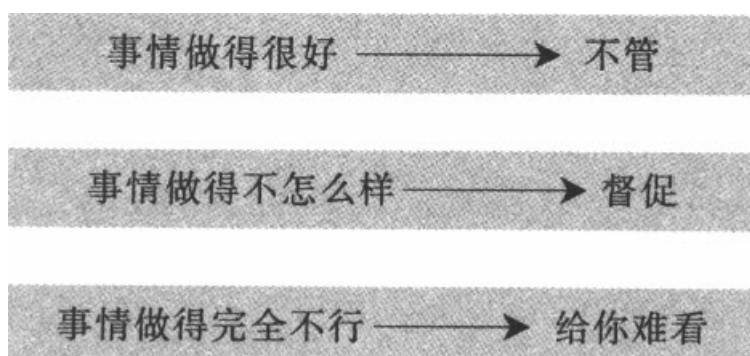 事情做得很好 → 不管
事情做得不怎么样 → 督促
事情做得完全不行 → 给你难看